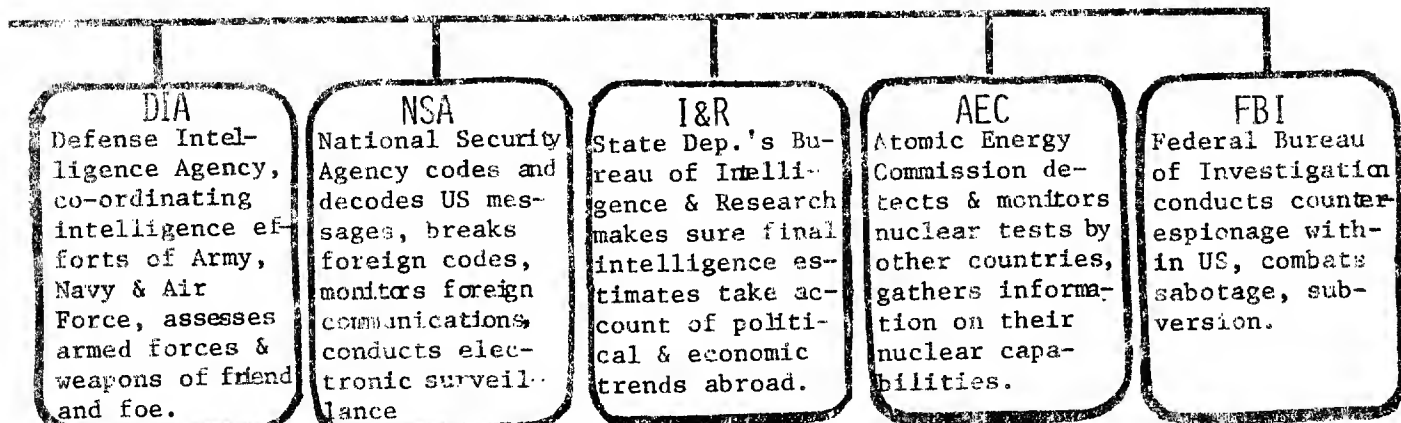 DIA
Defense Intel-
ligence Agency,
co-ordinating
intelligence ef-
forts of Army,
Navy & Air
Force, assesses
armed forces &
weapons of friend
and foe.
NSA
National Security
Agency codes and
decodes US mes-
sages, breaks
foreign codes,
monitors foreign
communications,
conducts elec-
tronic surveil-
lance
I&R
State Dep.'s Bu-
reau of Intelli-
gence & Research
makes sure final
intelligence es-
timates take ac-
count of politi-
cal & economic
trends abroad.
AEC
Atomic Energy
Commission de-
tects & monitors
nuclear tests by
other countries,
gathers informa-
tion on their
nuclear capa-
bilities.
FBI
Federal Bureau
of Investigation
conducts counter-
espionage with-
in US, combats
sabotage, sub-
version.